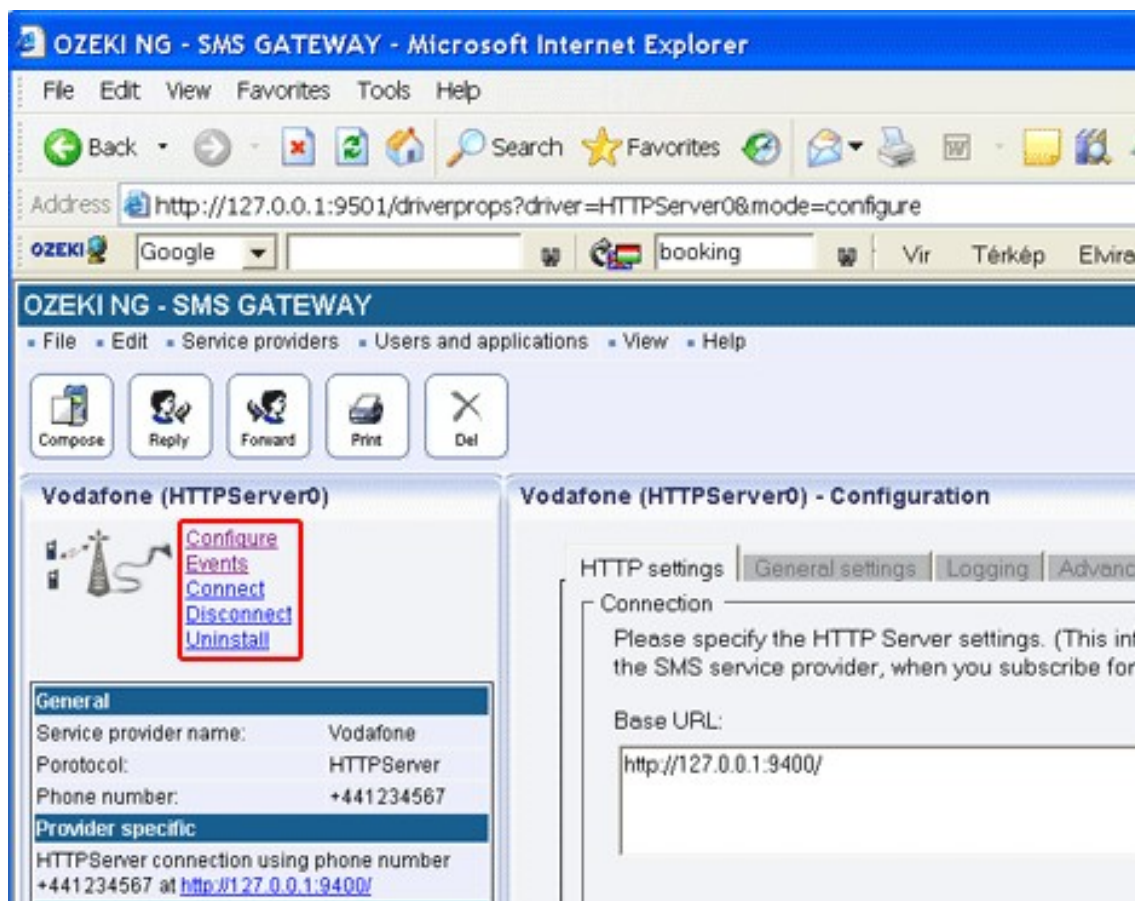 OZEKI NG - SMS GATEWAY - Microsoft Internet Explorer
File Edit View Favorites Tools Help
Back Search Favorites
Address http://127.0.0.1:9501/driverprops?driver=HTTPServer0&mode=configure
OZEKI Google booking Vir Térkép Elvira
OZEKI NG - SMS GATEWAY
File Edit Service providers Users and applications View Help
Compose Reply Forward Print Del
Vodafone (HTTPServer0)
Configure
Events
Connect
Disconnect
Uninstall
General
Service provider name: Vodafone
Porotocol: HTTPServer
Phone number: +441234567
Provider specific
HTTPServer connection using phone number
+441234567 at http://127.0.0.1:9400/
Vodafone (HTTPServer0) - Configuration
HTTP settings General settings Logging Advanc
Connection
Please specify the HTTP Server settings. (This inf
the SMS service provider, when you subscribe for
Base URL:
http://127.0.0.1:9400/